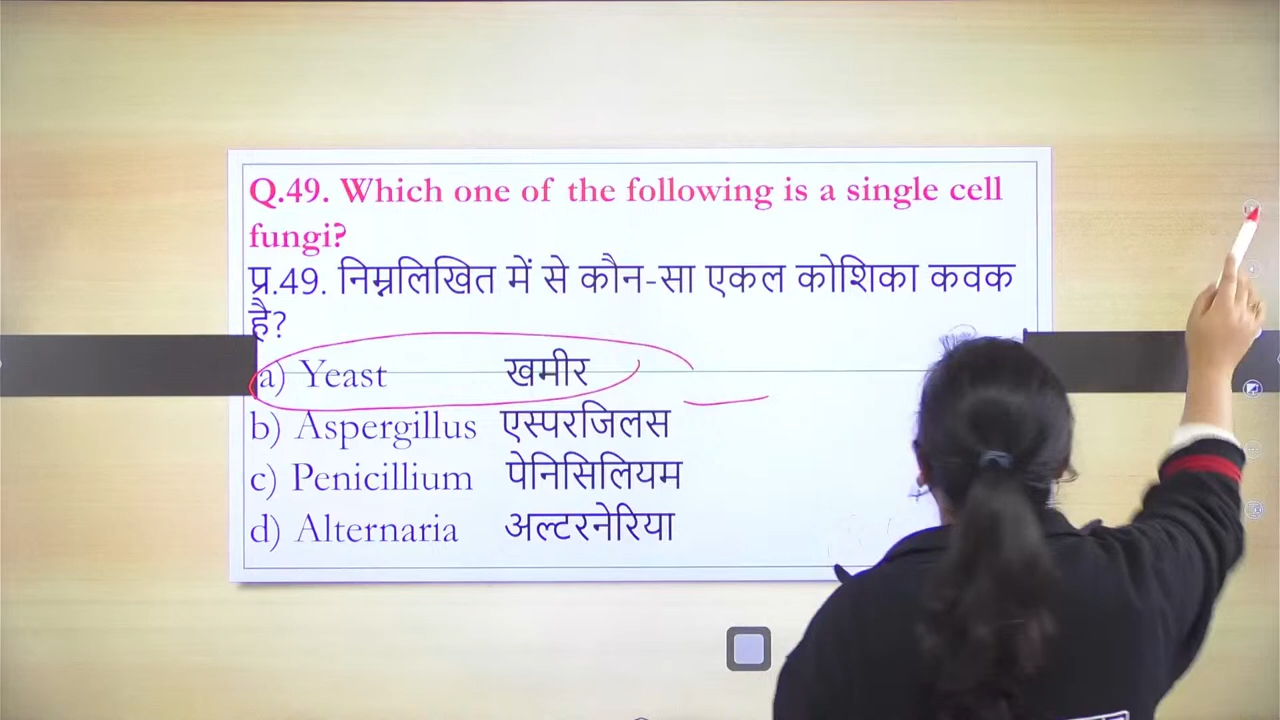 Q.49. Which one of the following is a single cell
fungi?
प्र.49. निम्नलिखित में से कौन-सा एकल कोशिका कवक
है?
a) Yeast खमीर
b) Aspergillus एस्परजिलस
c) Penicillium पेनिसिलियम
d) Alternaria अल्टरनेरिया